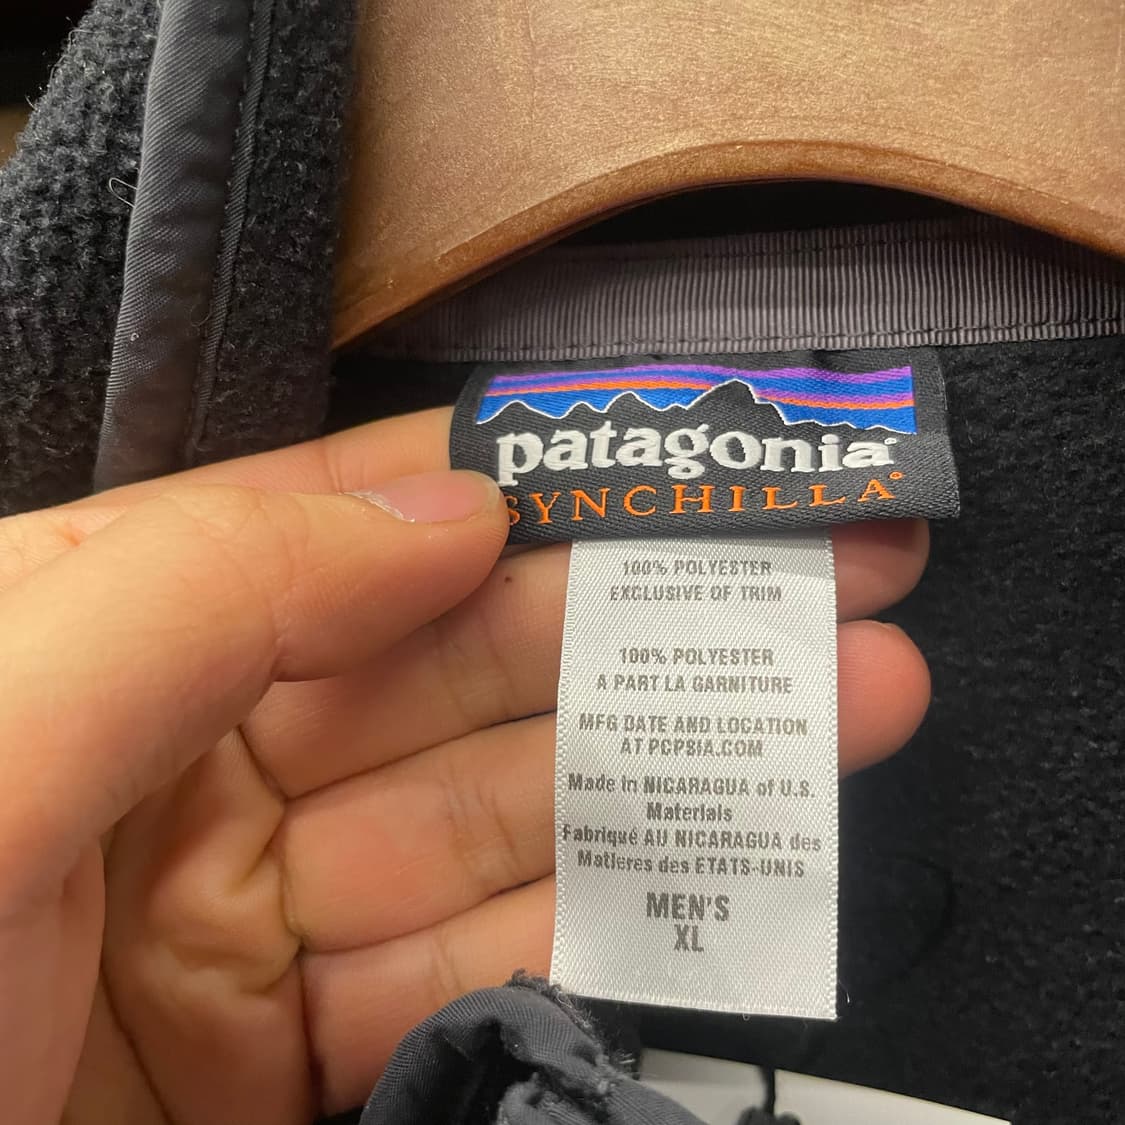 patagonia®
SYNCHILLA®
100% POLYESTER
EXCLUSIVE OF TRIM
100% POLYESTER
A PART LA GARNITURE
MFG DATE AND LOCATION
AT PCPSIA.COM
Made in NICARAGUA of U.S.
Materials
Fabriqué AU NICARAGUA des
Matieres des ETATS-UNIS
MEN'S
XL